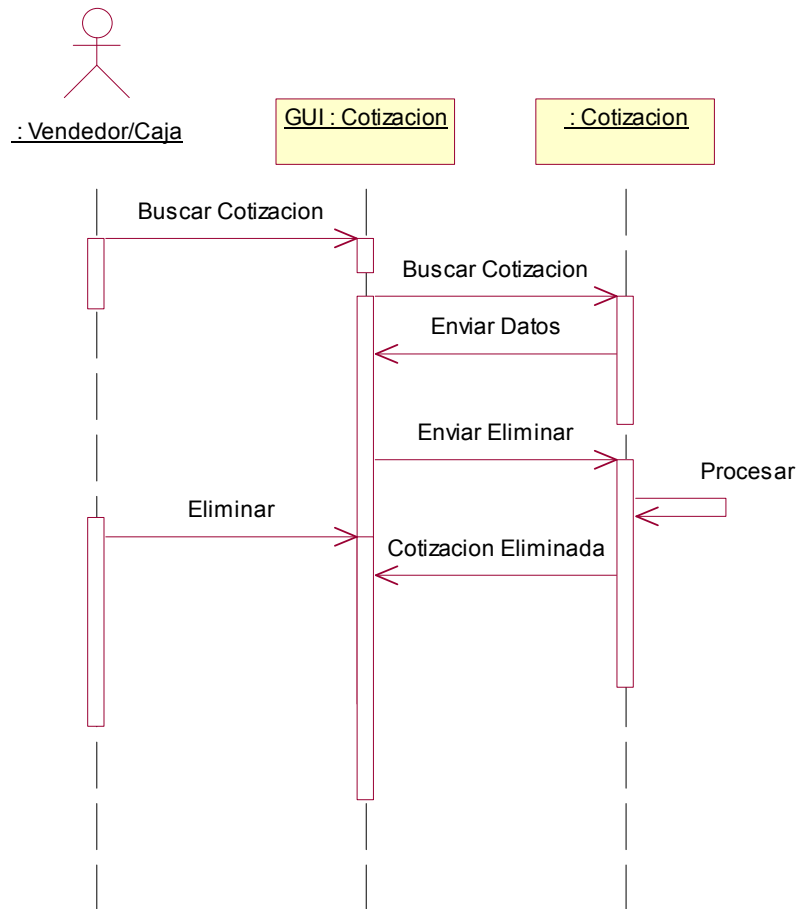 : Vendedor/Caja
GUI : Cotizacion
: Cotizacion
Buscar Cotizacion
Buscar Cotizacion
Enviar Datos
Enviar Eliminar
Procesar
Eliminar
Cotizacion Eliminada